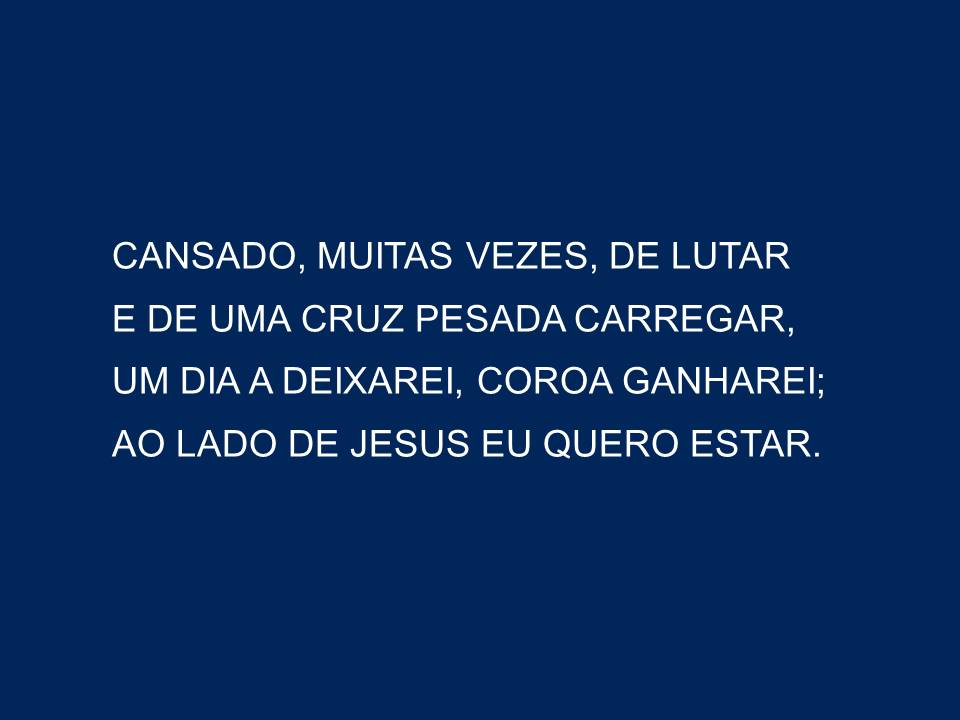 CANSADO, MUITAS VEZES, DE LUTAR
E DE UMA CRUZ PESADA CARREGAR,
UM DIA A DEIXAREI, COROA GANHAREI;
AO LADO DE JESUS EU QUERO ESTAR.